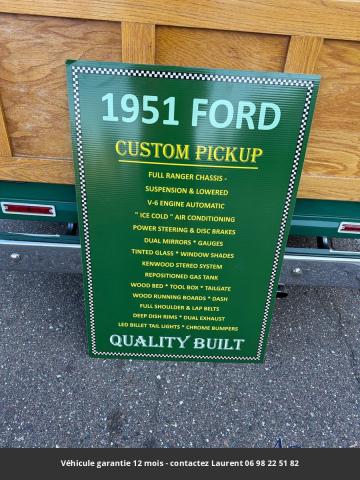 1951 FORD
CUSTOM PICKUP
FULL RANGER CHASSIS -
SUSPENSION & LOWERED
V-6 ENGINE AUTOMATIC
" ICE COLD " AIR CONDITIONING
POWER STEERING & DISC BRAKES
DUAL MIRRORS * GAUGES
TINTED GLASS * WINDOW SHADES
KENWOOD STEREO SYSTEM
REPOSITIONED GAS TANK
WOOD BED * TOOL BOX * TAILGATE
WOOD RUNNING BOARDS * DASH
FULL SHOULDER & LAP BELTS
DEEP DISH RIMS * DUAL EXHAUST
LED BILLET TAIL LIGHTS * CHROME BUMPERS
QUALITY BUILT
Véhicule garantie 12 mois - contactez Laurent 06 98 22 51 82